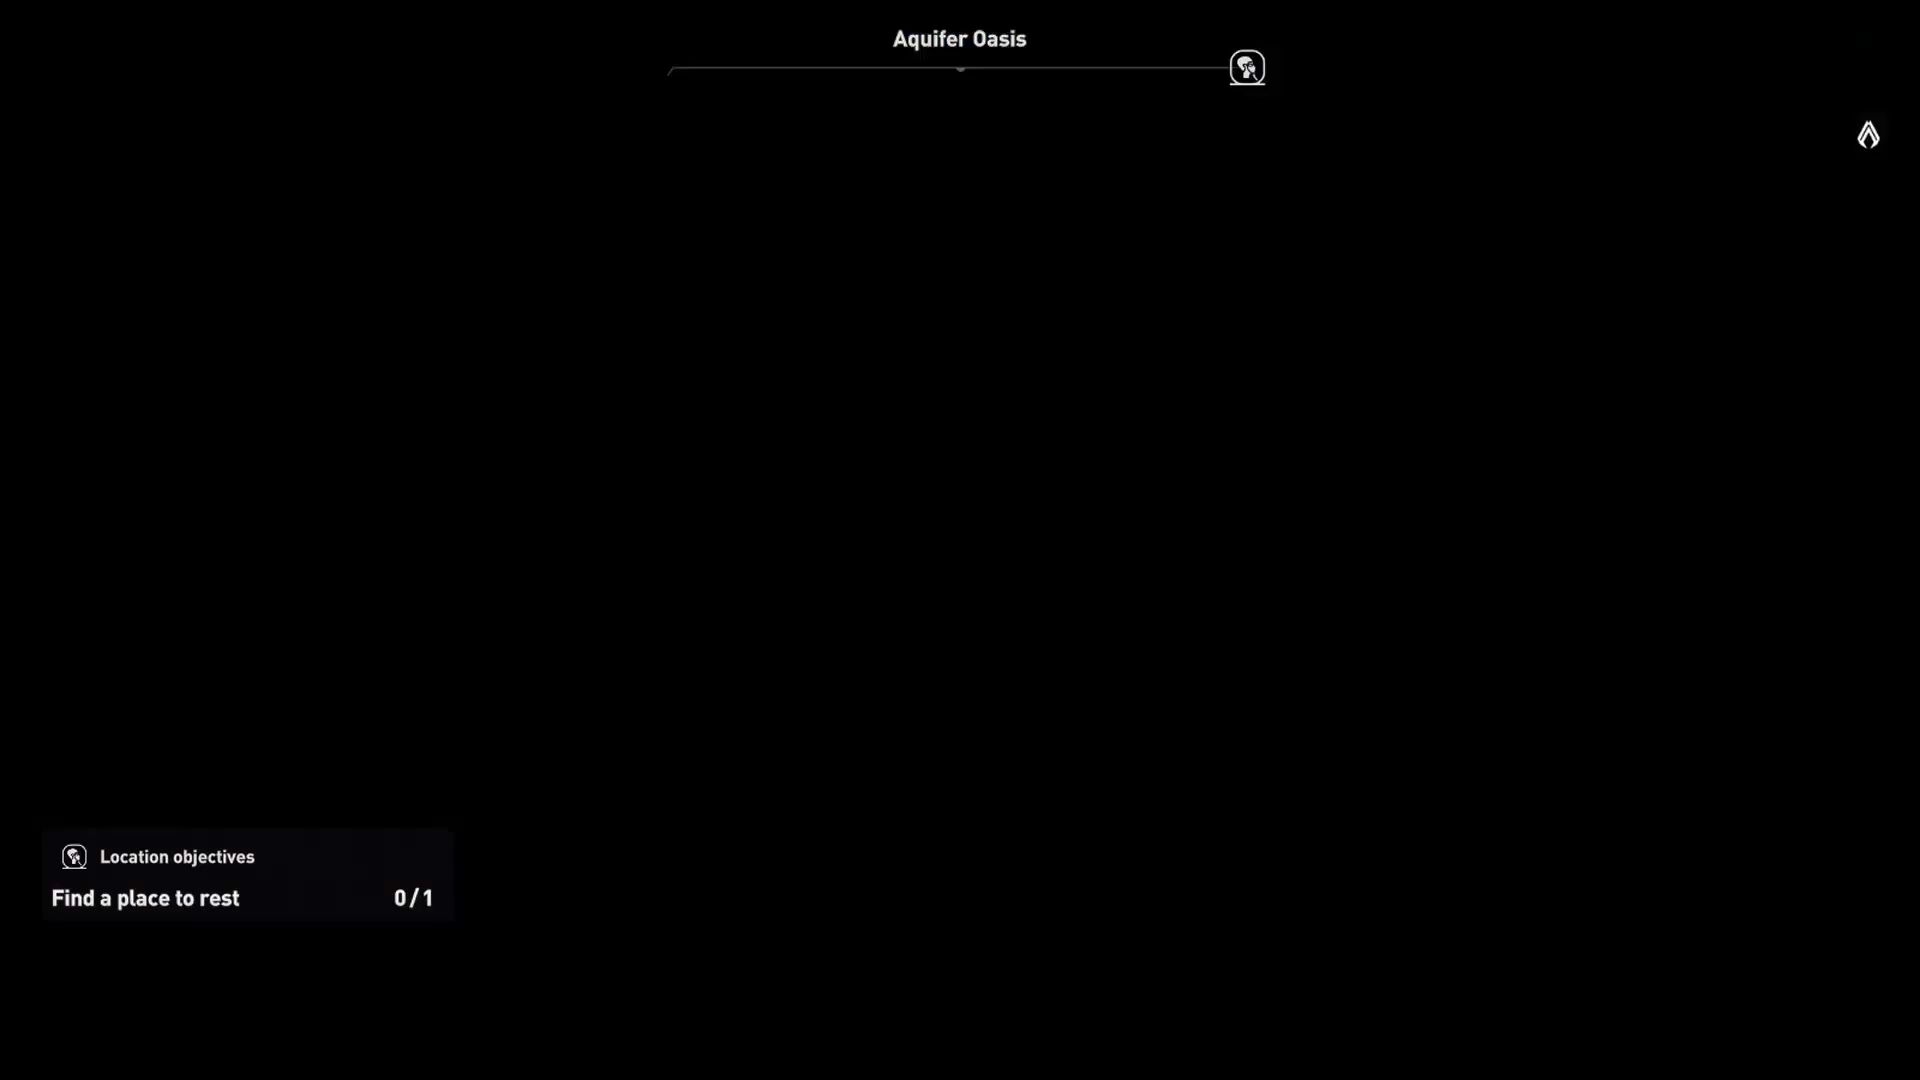 Aquifer Oasis
Location objectives
Find a place to rest 0/1